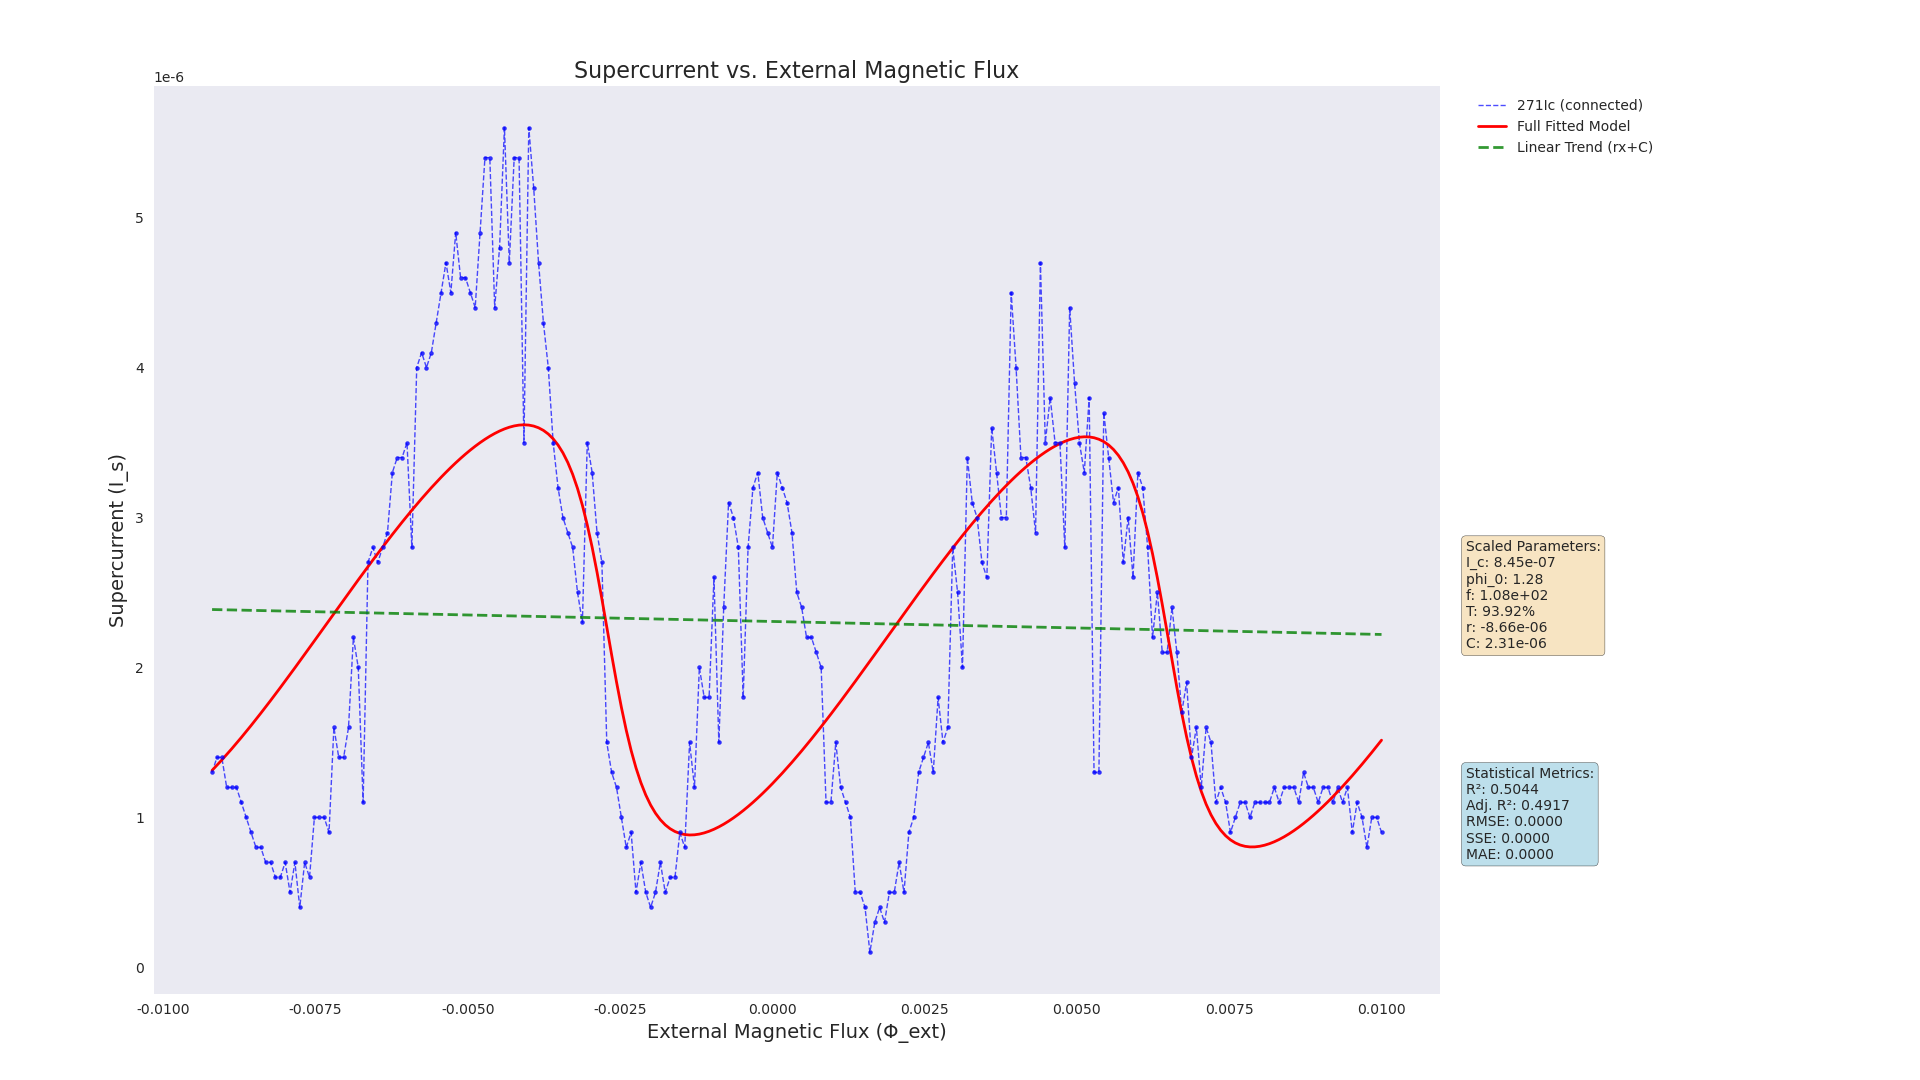 Supercurrent vs. External Magnetic Flux
1e-6
271Ic (connected)
Full Fitted Model
Linear Trend (rx+C)
5
4
3
2
1
0
Supercurrent (I_s)
Scaled Parameters:
I_c: 8.45e-07
phi_0: 1.28
f: 1.08e+02
T: 93.92%
r: -8.66e-06
C: 2.31e-06
Statistical Metrics:
R²: 0.5044
Adj. R²: 0.4917
RMSE: 0.0000
SSE: 0.0000
MAE: 0.0000
-0.0100 -0.0075 -0.0050 -0.0025 0.0000 0.0025 0.0050 0.0075 0.0100
External Magnetic Flux (Φ_ext)